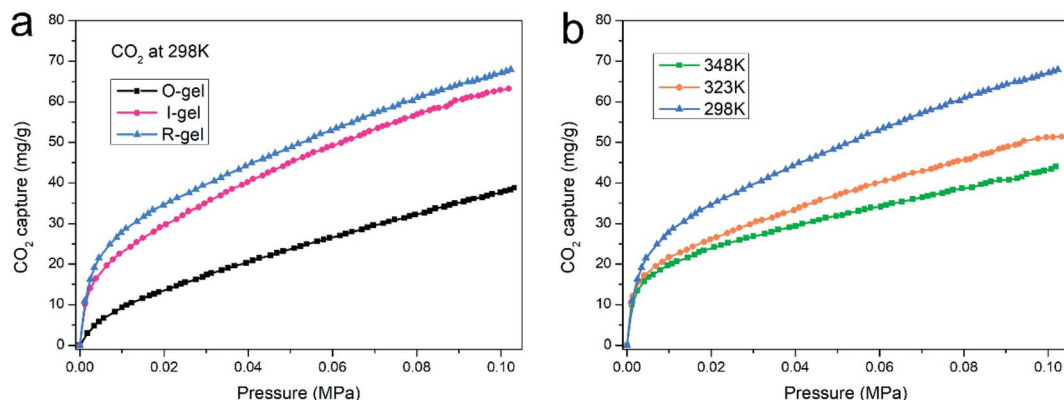 a
CO2 at 298K
O-gel
I-gel
R-gel
CO2 capture (mg/g)
80
70
60
50
40
30
20
10
0
0.00 0.02 0.04 0.06 0.08 0.10
Pressure (MPa)
b
348K
323K
298K
CO2 capture (mg/g)
80
70
60
50
40
30
20
10
0
0.00 0.02 0.04 0.06 0.08 0.10
Pressure (MPa)